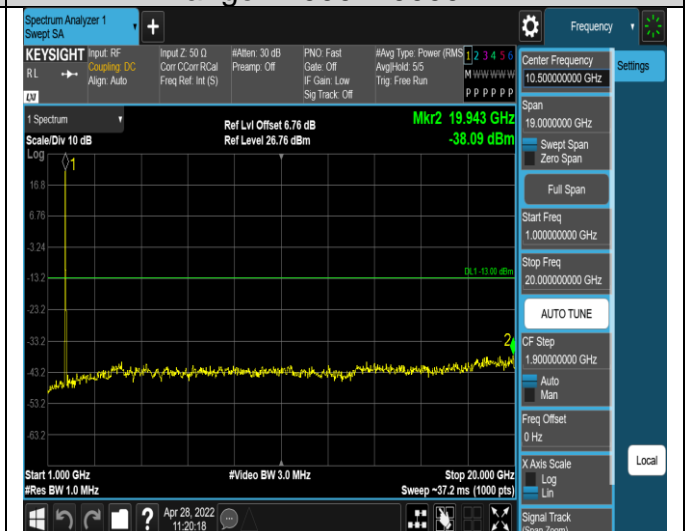 Spectrum Analyzer 1
Swept SA
+
Frequency
KEYSIGHT
RL
LXI
Input: RF
Coupling: DC
Align: Auto
Input Z: 50 Ω
Corr CCorr RCal
Freq Ref: Int (S)
#Atten: 30 dB
Preamp: Off
PNO: Fast
Gate: Off
IF Gain: Low
Sig Track: Off
#Avg Type: Power (RMS
Avg|Hold: 5/5
Trig: Free Run
1 2 3 4 5 6
M W W W W W
P P P P P P
1 Spectrum
Scale/Div 10 dB
Ref Lvl Offset 6.76 dB
Ref Level 26.76 dBm
Mkr2 19.943 GHz
-38.09 dBm
Log
1
16.8
6.76
-3.24
-13.2
DL1 -13.00 dBm
-23.2
-33.2
2
-43.2
-53.2
-63.2
Start 1.000 GHz
#Video BW 3.0 MHz
Stop 20.000 GHz
#Res BW 1.0 MHz
Sweep ~37.2 ms (1000 pts)
?
Apr 28, 2022
11:20:18
Center Frequency
10.500000000 GHz
Settings
Span
19.0000000 GHz
Swept Span
Zero Span
Full Span
Start Freq
1.000000000 GHz
Stop Freq
20.000000000 GHz
AUTO TUNE
CF Step
1.900000000 GHz
Auto
Man
Freq Offset
0 Hz
X Axis Scale
Log
Lin
Local
Signal Track
(Span Zoom)